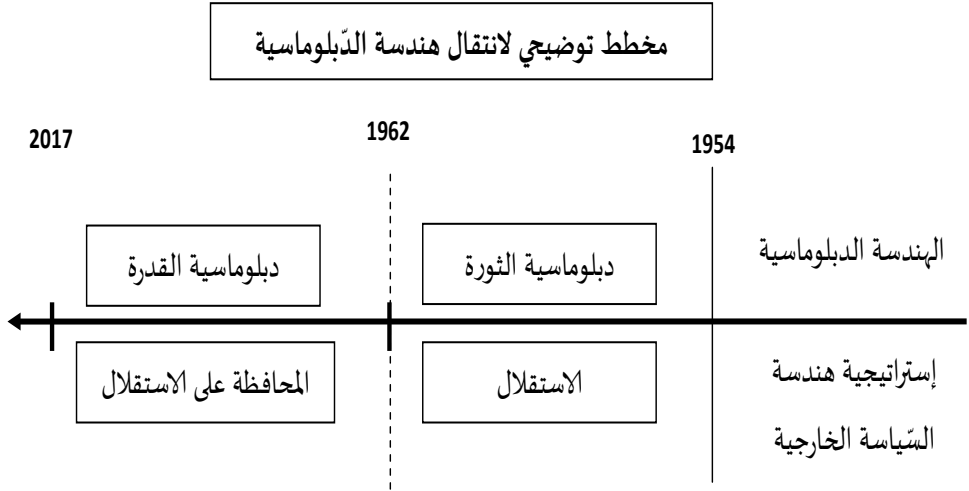 مخطط توضيحي لانتقال هندسة الدّبلوماسية
1954
1962
2017
الهندسة الدبلوماسية
دبلوماسية الثورة
دبلوماسية القدرة
إستراتيجية هندسة
السّياسة الخارجية
الاستقلال
المحافظة على الاستقلال